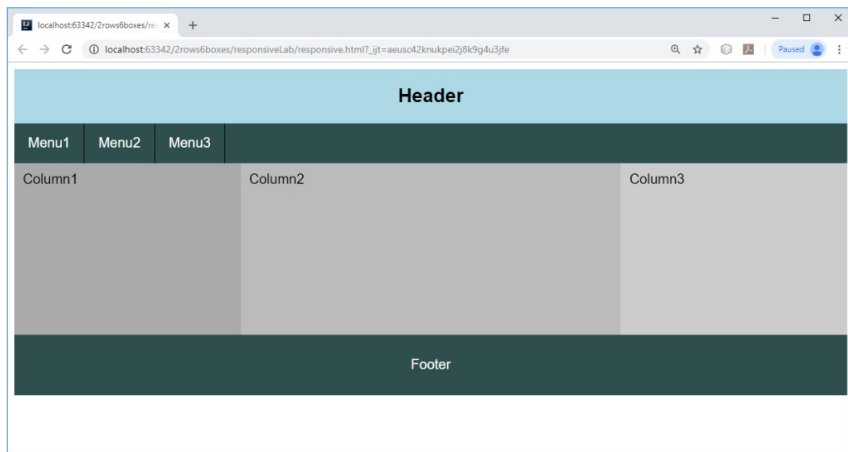 localhost:63342/2rows6boxes/re
localhost:63342/2rows6boxes/responsiveLab/responsive.html?_ijt=aeusc42knukpei2j8k9g4u3jfe
Paused
Header
Menu1 Menu2 Menu3
Column1 Column2 Column3
Footer